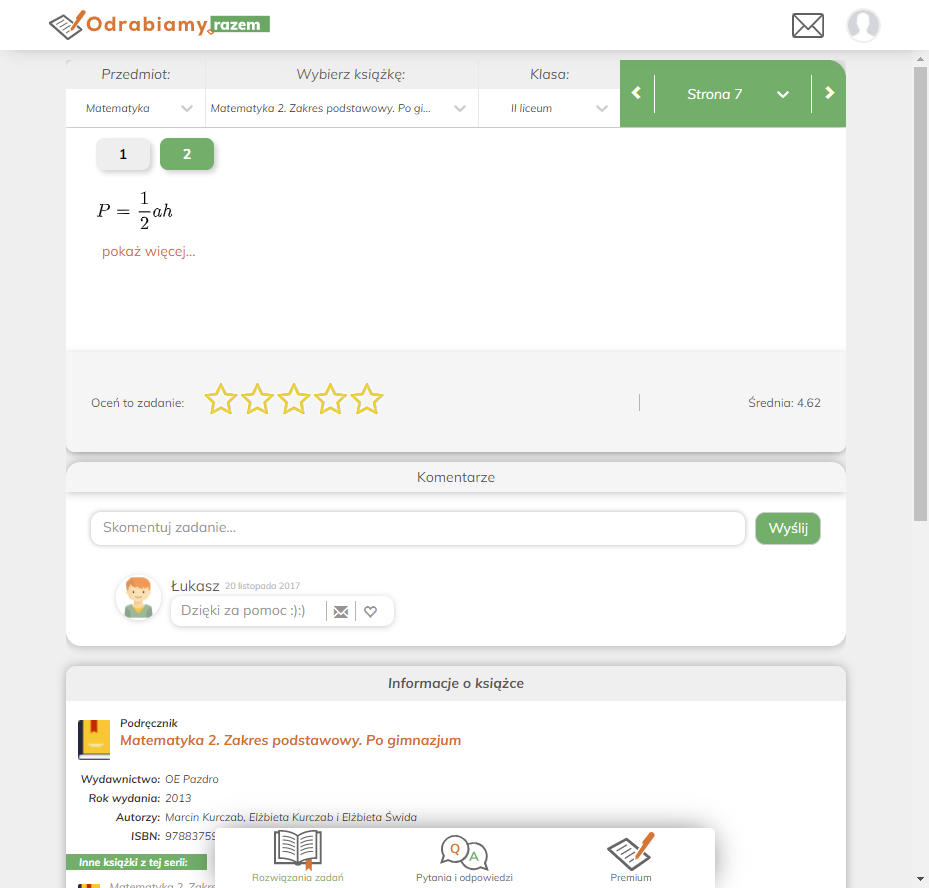 Odrabiamy.razem
Przedmiot: Wybierz książkę: Klasa:
Matematyka Matematyka 2. Zakres podstawowy. Po gi... II liceum Strona 7
1 2
P = 1/2 ah
pokaż więcej...
Oceń to zadanie: Średnia: 4.62
Komentarze
Skomentuj zadanie... Wyślij
Łukasz 20 listopada 2017
Dzięki za pomoc :):)
Informacje o książce
Podręcznik
Matematyka 2. Zakres podstawowy. Po gimnazjum
Wydawnictwo: OE Pazdro
Rok wydania: 2013
Autorzy: Marcin Kurczab, Elżbieta Kurczab i Elżbieta Świda
ISBN: 97883759
Inne książki z tej serii:
Matematyka 2. Zakre
Q A
Rozwiązania zadań Pytania i odpowiedzi Premium